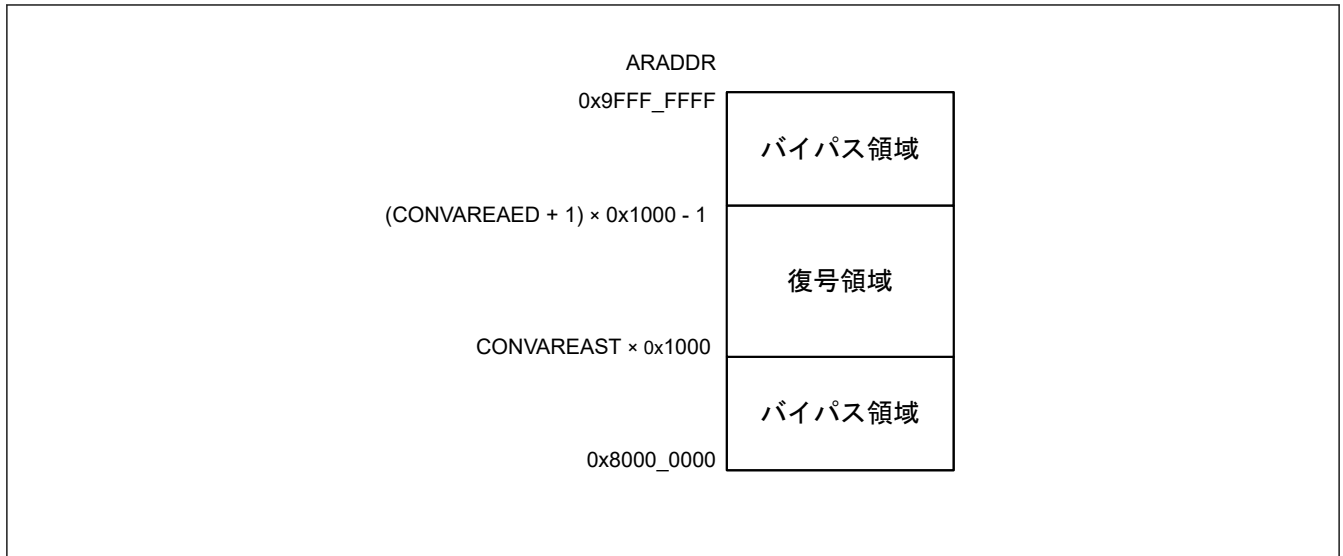 ARADDR
0x9FFF_FFFF
バイパス領域
(CONVAREAED + 1) × 0x1000 - 1
復号領域
CONVAREAST × 0x1000
バイパス領域
0x8000_0000